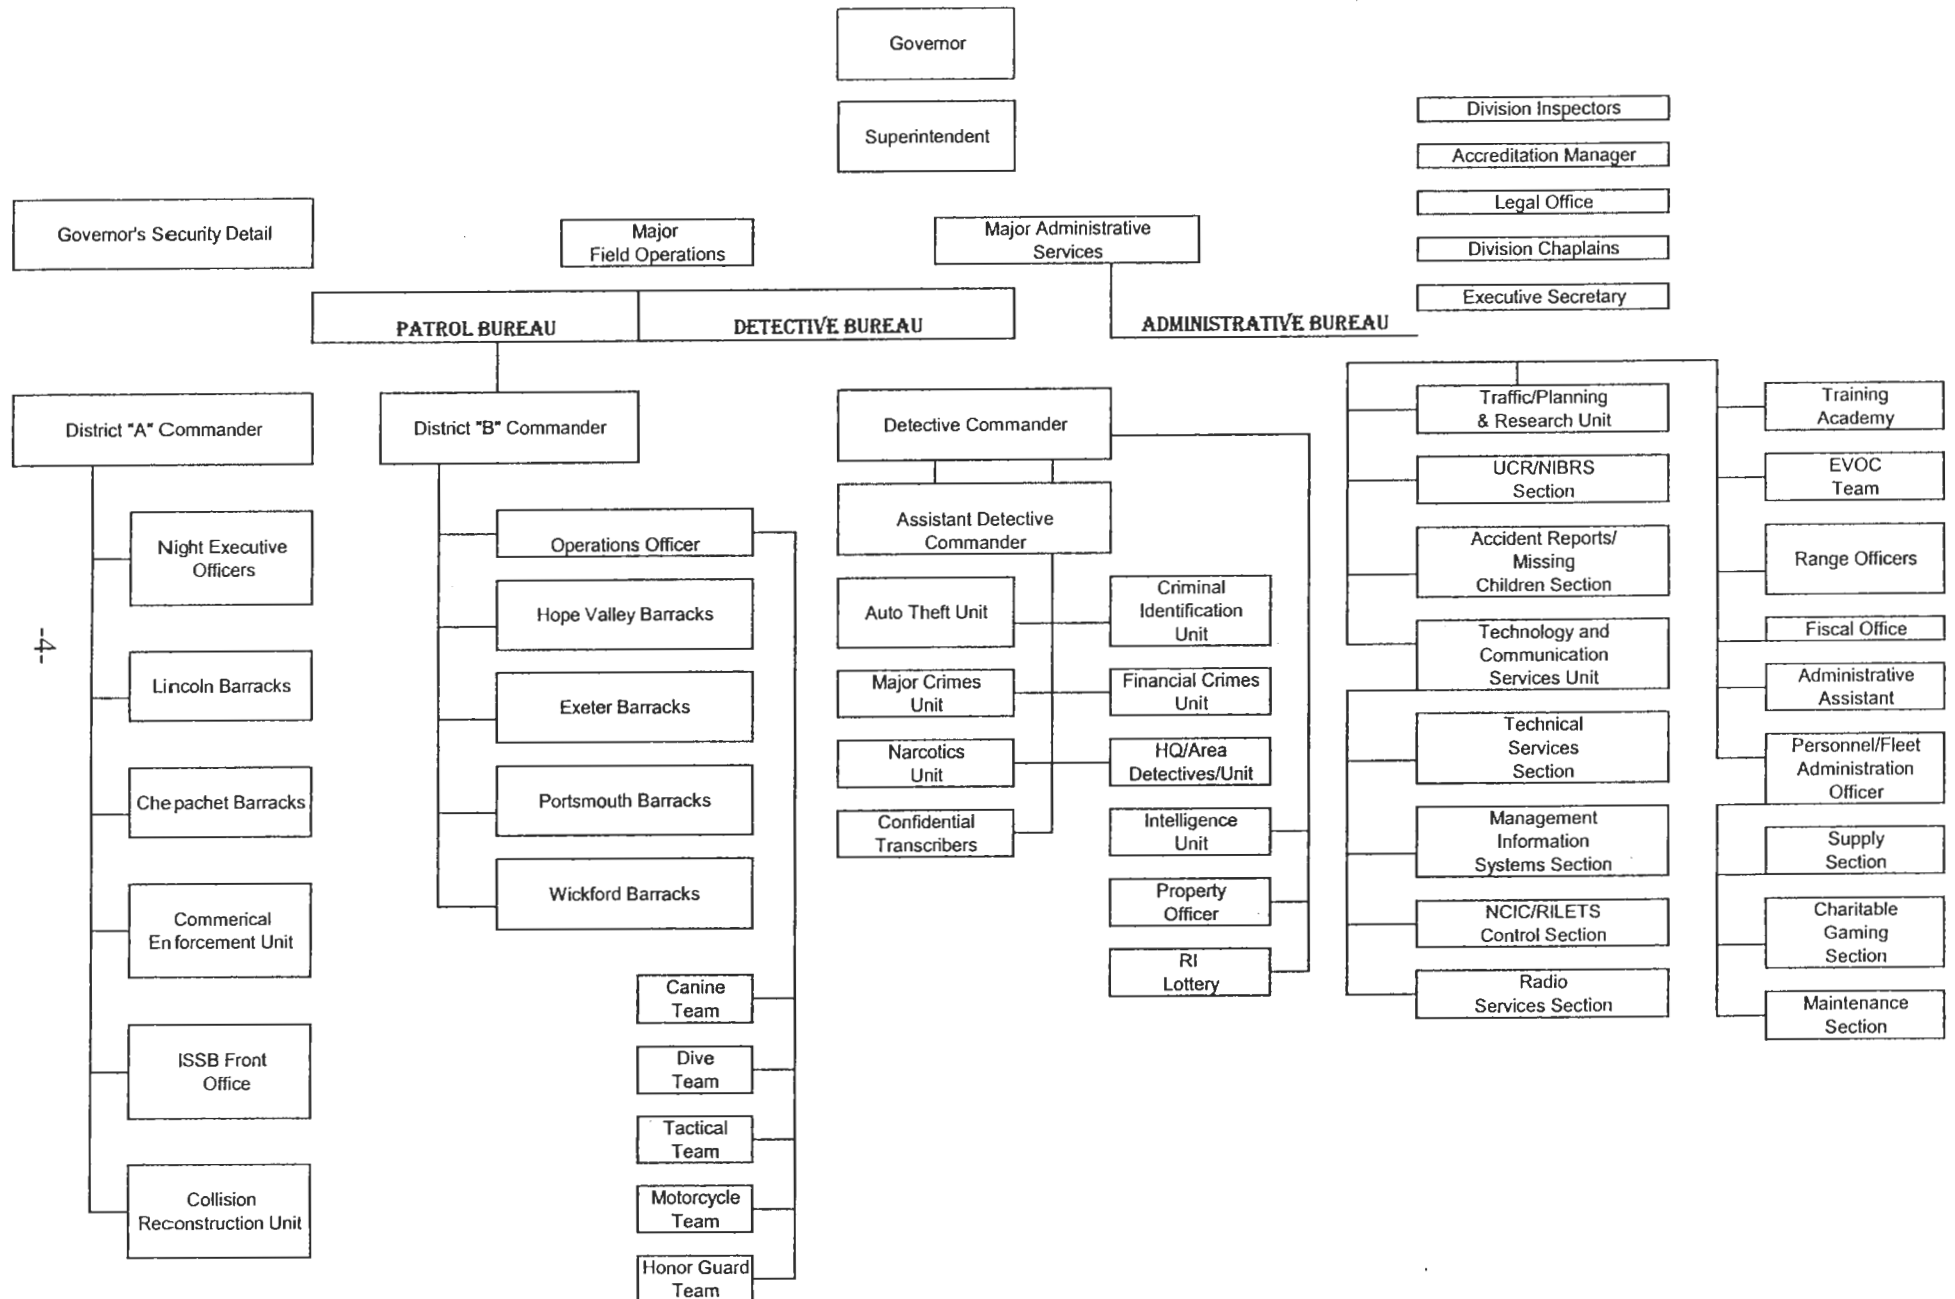 Governor
Superintendent
Division Inspectors
Accreditation Manager
Legal Office
Division Chaplains
Executive Secretary
Governor's Security Detail
Major
Field Operations
Major Administrative
Services
PATROL BUREAU
DETECTIVE BUREAU
ADMINISTRATIVE BUREAU
District "A" Commander
Night Executive
Officers
Lincoln Barracks
Chepachet Barracks
Commerical
Enforcement Unit
ISSB Front
Office
Collision
Reconstruction Unit
District "B" Commander
Operations Officer
Hope Valley Barracks
Exeter Barracks
Portsmouth Barracks
Wickford Barracks
Canine
Team
Dive
Team
Tactical
Team
Motorcycle
Team
Honor Guard
Team
Detective Commander
Assistant Detective
Commander
Auto Theft Unit
Major Crimes
Unit
Narcotics
Unit
Confidential
Transcribers
Criminal
Identification
Unit
Financial Crimes
Unit
HQ/Area
Detectives/Unit
Intelligence
Unit
Property
Officer
RI
Lottery
Traffic/Planning
& Research Unit
UCR/NIBRS
Section
Accident Reports/
Missing
Children Section
Technology and
Communication
Services Unit
Technical
Services
Section
Management
Information
Systems Section
NCIC/RILETS
Control Section
Radio
Services Section
Training
Academy
EVOC
Team
Range Officers
Fiscal Office
Administrative
Assistant
Personnel/Fleet
Administration
Officer
Supply
Section
Charitable
Gaming
Section
Maintenance
Section
-4-